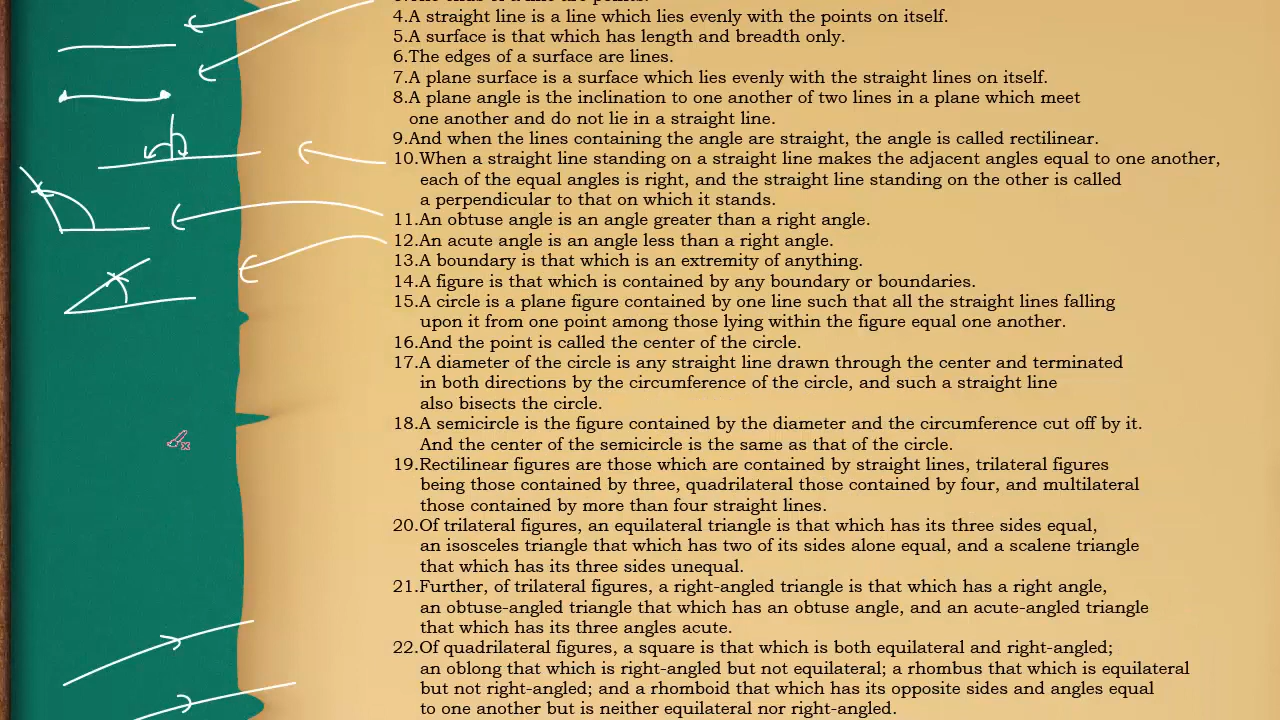 4.A straight line is a line which lies evenly with the points on itself.
5.A surface is that which has length and breadth only.
6.The edges of a surface are lines.
7.A plane surface is a surface which lies evenly with the straight lines on itself.
8.A plane angle is the inclination to one another of two lines in a plane which meet
one another and do not lie in a straight line.
9.And when the lines containing the angle are straight, the angle is called rectilinear.
10.When a straight line standing on a straight line makes the adjacent angles equal to one another,
each of the equal angles is right, and the straight line standing on the other is called
a perpendicular to that on which it stands.
11.An obtuse angle is an angle greater than a right angle.
12.An acute angle is an angle less than a right angle.
13.A boundary is that which is an extremity of anything.
14.A figure is that which is contained by any boundary or boundaries.
15.A circle is a plane figure contained by one line such that all the straight lines falling
upon it from one point among those lying within the figure equal one another.
16.And the point is called the center of the circle.
17.A diameter of the circle is any straight line drawn through the center and terminated
in both directions by the circumference of the circle, and such a straight line
also bisects the circle.
18.A semicircle is the figure contained by the diameter and the circumference cut off by it.
And the center of the semicircle is the same as that of the circle.
19.Rectilinear figures are those which are contained by straight lines, trilateral figures
being those contained by three, quadrilateral those contained by four, and multilateral
those contained by more than four straight lines.
20.Of trilateral figures, an equilateral triangle is that which has its three sides equal,
an isosceles triangle that which has two of its sides alone equal, and a scalene triangle
that which has its three sides unequal.
21.Further, of trilateral figures, a right-angled triangle is that which has a right angle,
an obtuse-angled triangle that which has an obtuse angle, and an acute-angled triangle
that which has its three angles acute.
22.Of quadrilateral figures, a square is that which is both equilateral and right-angled;
an oblong that which is right-angled but not equilateral; a rhombus that which is equilateral
but not right-angled; and a rhomboid that which has its opposite sides and angles equal
to one another but is neither equilateral nor right-angled.